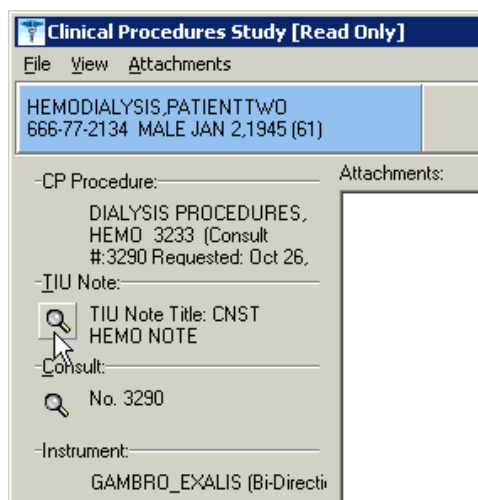 Clinical Procedures Study [Read Only]
File View Attachments
HEMODIALYSIS,PATIENTTWO
666-77-2134 MALE JAN 2,1945 (61)
CP Procedure:
DIALYSIS PROCEDURES,
HEMO 3233 (Consult
#:3290 Requested: Oct 26,
TIU Note:
TIU Note Title: CNST
HEMO NOTE
Consult:
No. 3290
Instrument:
GAMBRO_EXALIS (Bi-Directi
Attachments: